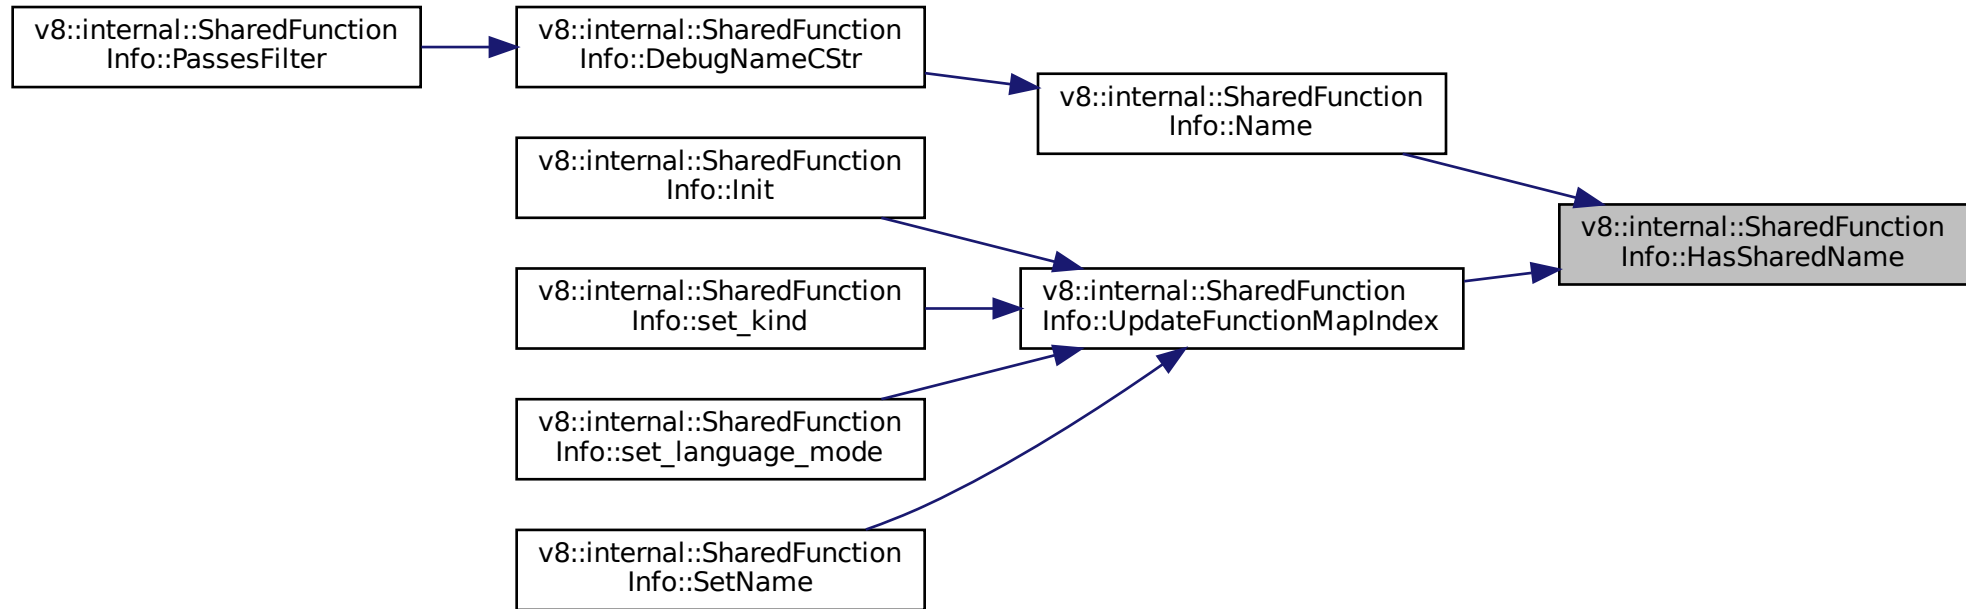 v8::internal::SharedFunction
Info::PassesFilter
v8::internal::SharedFunction
Info::DebugNameCStr
v8::internal::SharedFunction
Info::Name
v8::internal::SharedFunction
Info::Init
v8::internal::SharedFunction
Info::HasSharedName
v8::internal::SharedFunction
Info::set_kind
v8::internal::SharedFunction
Info::UpdateFunctionMapIndex
v8::internal::SharedFunction
Info::set_language_mode
v8::internal::SharedFunction
Info::SetName